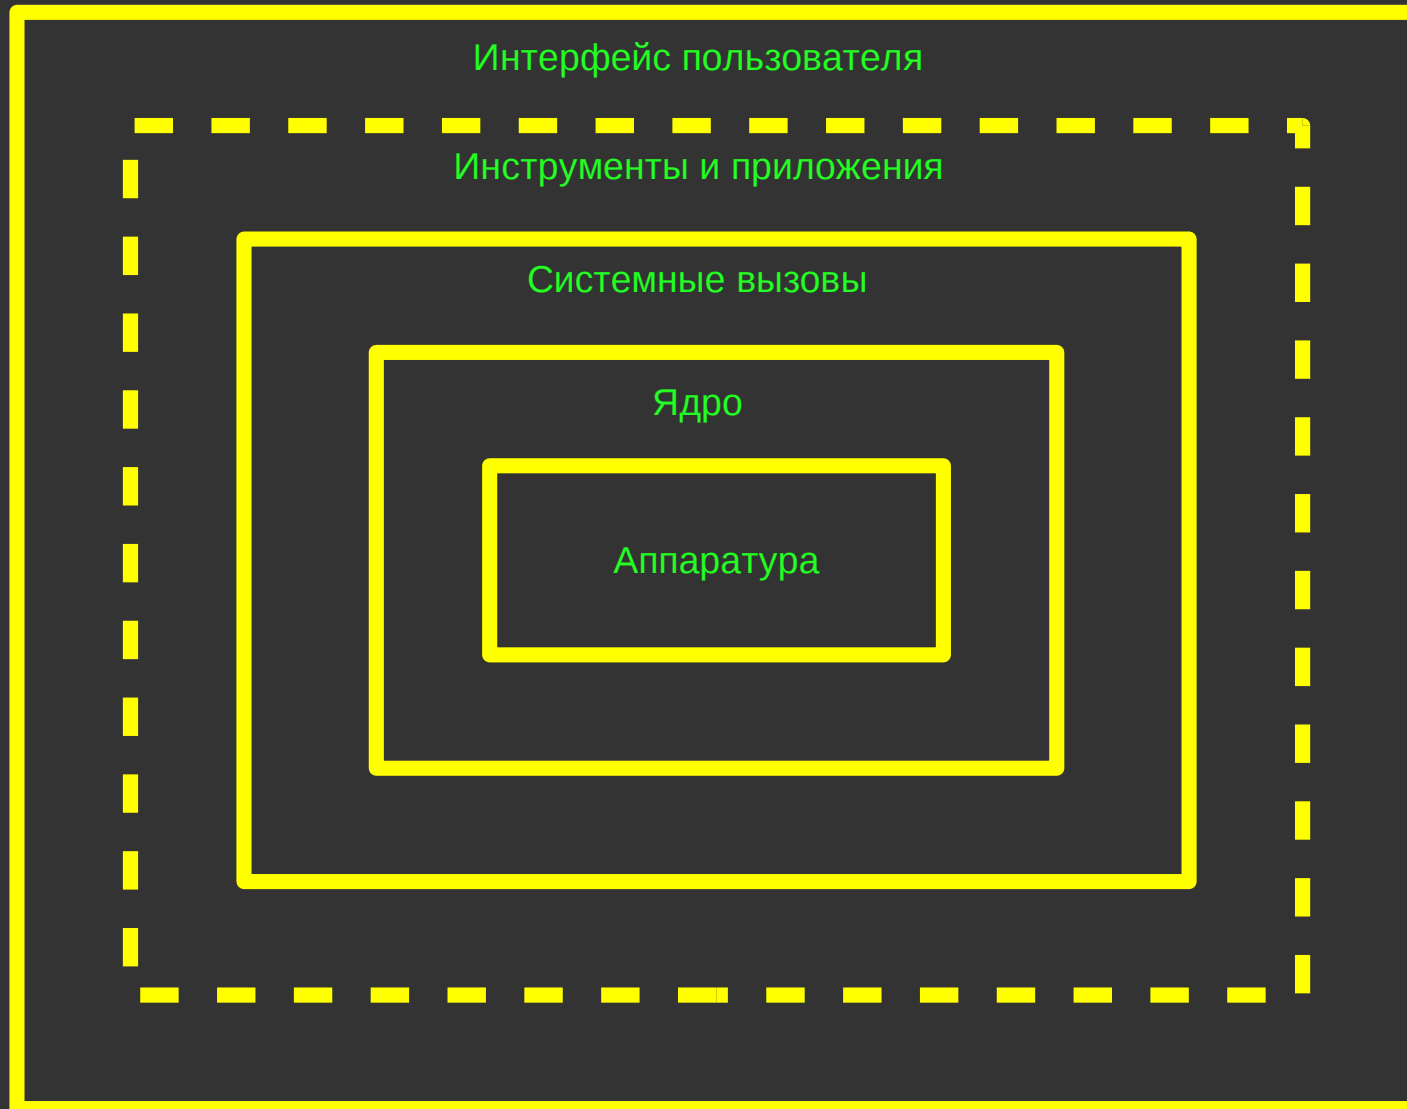 Интерфейс пользователя
Инструменты и приложения
Системные вызовы
Ядро
Аппаратура